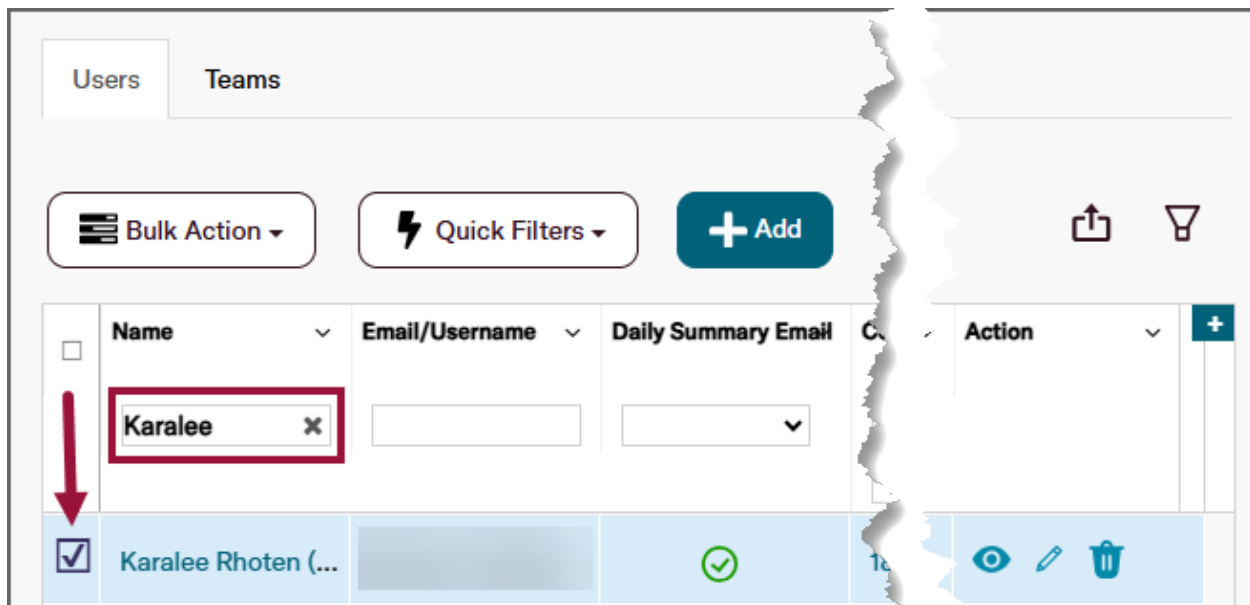 Users Teams
Bulk Action Quick Filters Add
Name Email/Username Daily Summary Email Action
Karalee
Karalee Rhoten (...